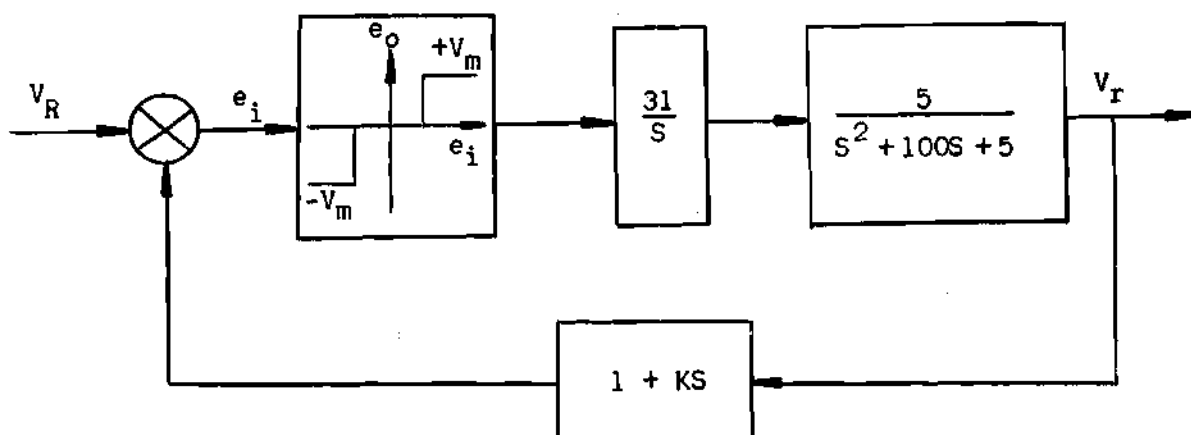 V_R
e_i
e_o
+V_m
e_i
-V_m
31
S
5
S^2 + 100S + 5
V_r
1 + KS